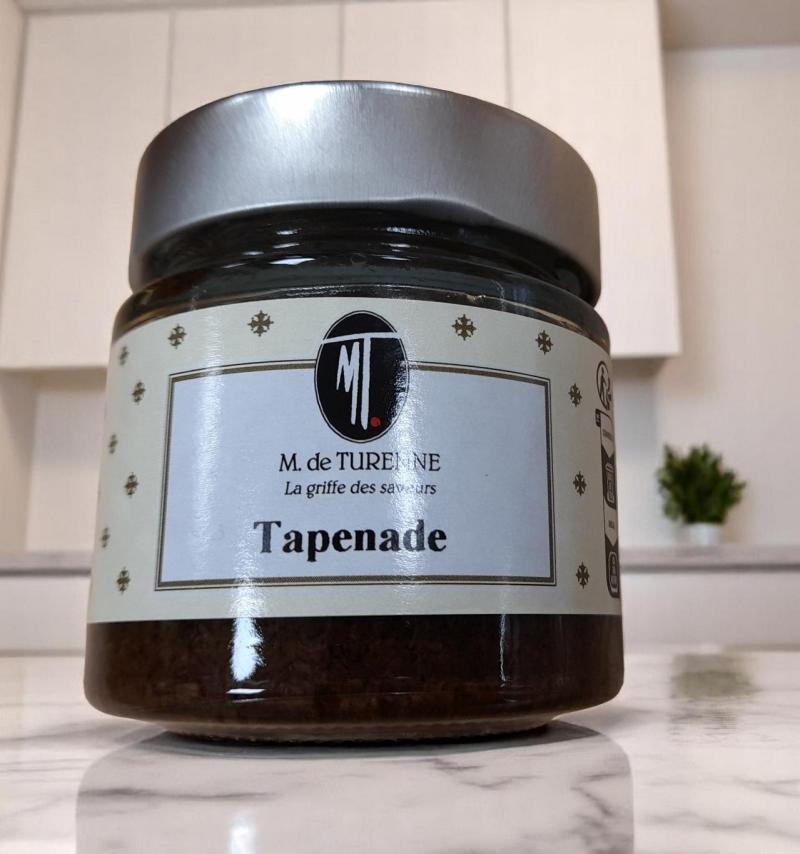 MT.
M. de TURENNE
La griffe des saveurs
Tapenade